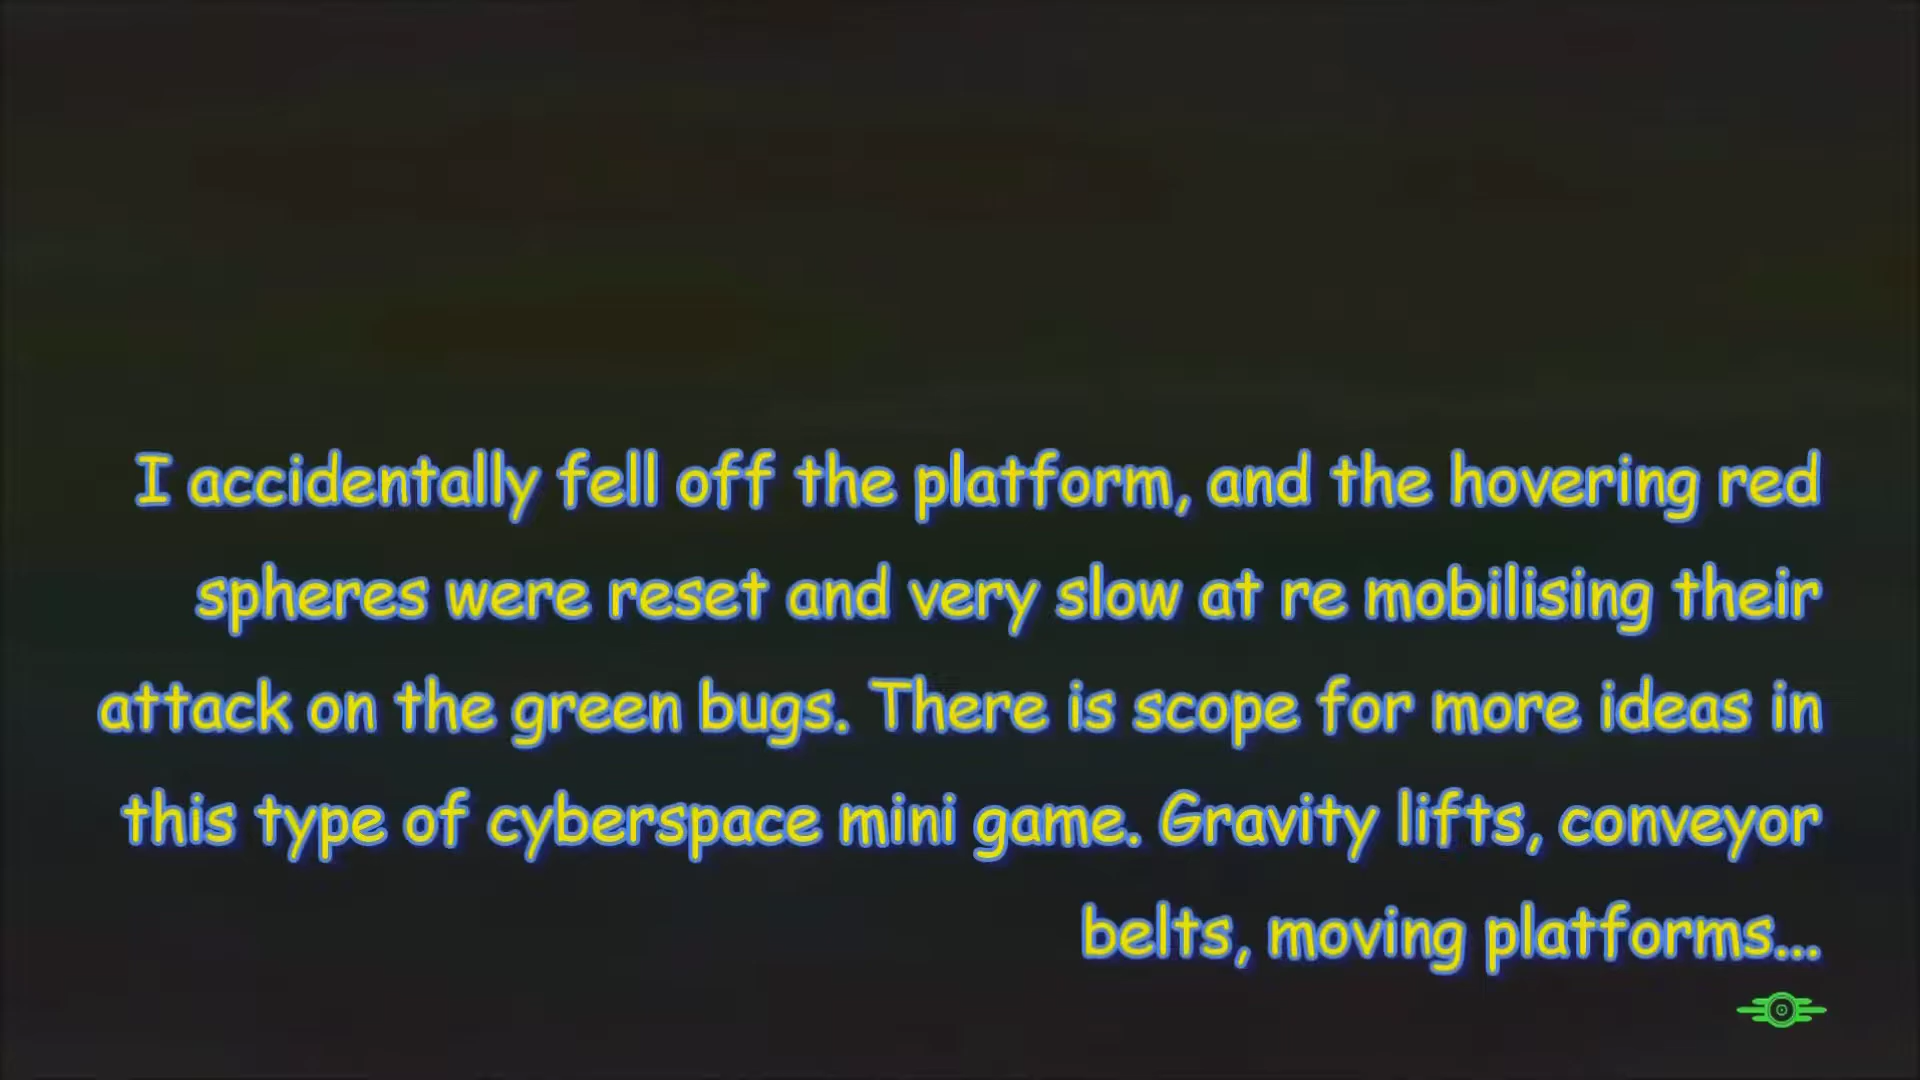 I accidentally fell off the platform, and the hovering red
spheres were reset and very slow at re mobilising their
attack on the green bugs. There is scope for more ideas in
this type of cyberspace mini game. Gravity lifts, conveyor
belts, moving platforms...